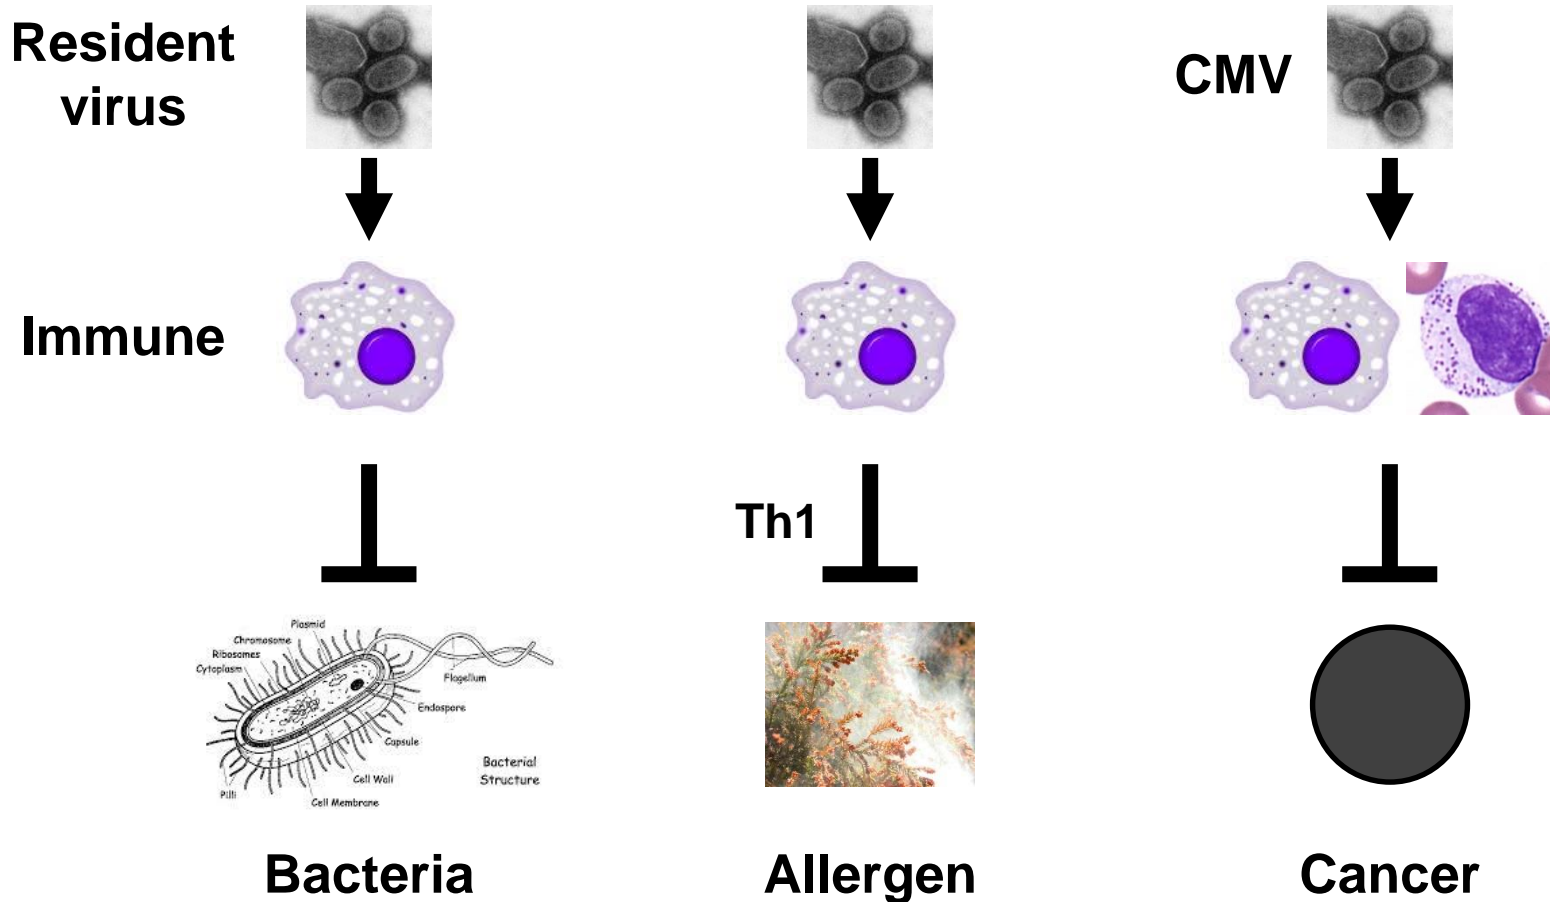 Resident
virus
CMV
Immune
Th1
Plasmid
Chromosome
Ribosomes
Cytoplasm
Flagellum
Endospore
Capsule
Cell Wall
Cell Membrane
Pilli
Bacterial
Structure
Bacteria
Allergen
Cancer